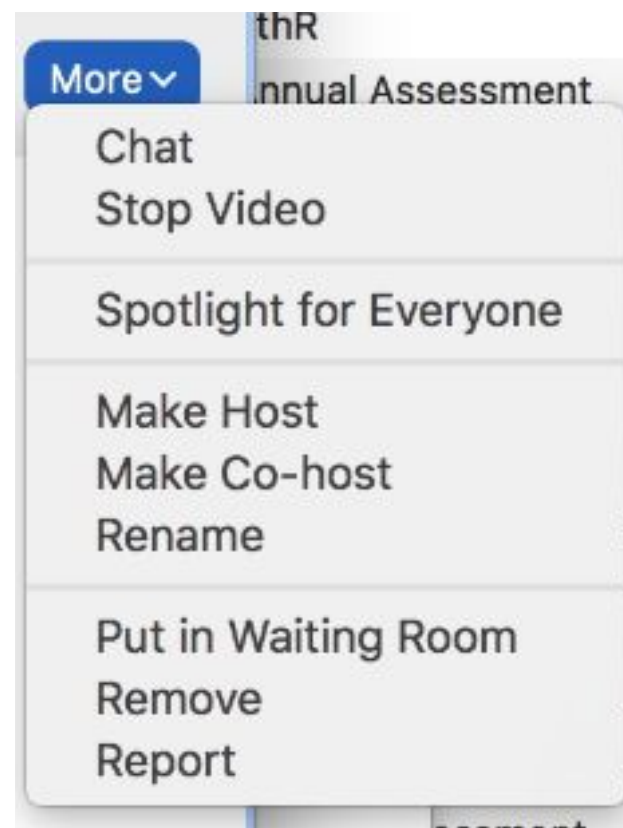 thR
More
nnual Assessment
Chat
Stop Video
Spotlight for Everyone
Make Host
Make Co-host
Rename
Put in Waiting Room
Remove
Report